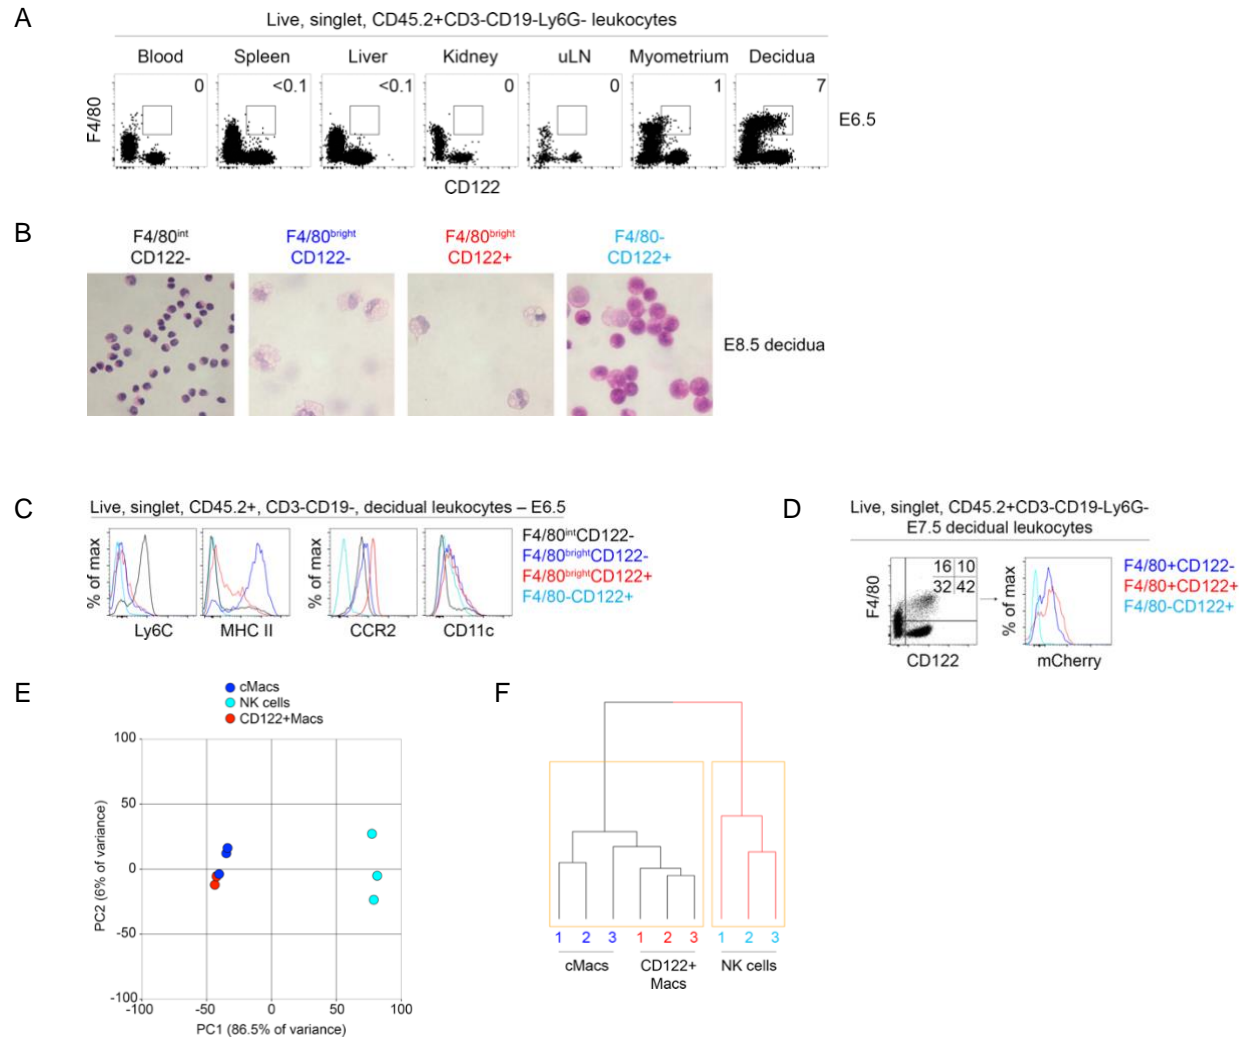 A
Live, singlet, CD45.2+CD3-CD19-Ly6G- leukocytes
Blood Spleen Liver Kidney uLN Myometrium Decidua
0 <0.1 <0.1 0 0 1 7
F4/80
E6.5
CD122
B
F4/80int F4/80bright F4/80bright F4/80-
CD122- CD122- CD122+ CD122+
E8.5 decidua
C
Live, singlet, CD45.2+, CD3-CD19-, decidual leukocytes – E6.5
% of max
% of max
F4/80intCD122-
F4/80brightCD122-
F4/80brightCD122+
F4/80-CD122+
Ly6C MHC II CCR2 CD11c
D
Live, singlet, CD45.2+CD3-CD19-Ly6G-
E7.5 decidual leukocytes
F4/80
16 10
32 42
CD122
% of max
mCherry
F4/80+CD122-
F4/80+CD122+
F4/80-CD122+
E
cMacs
NK cells
CD122+Macs
100
50
0
-50
-100
PC2 (6% of variance)
-100 -50 0 50 100
PC1 (86.5% of variance)
F
1 2 3 1 2 3 1 2 3
cMacs CD122+ NK cells
Macs